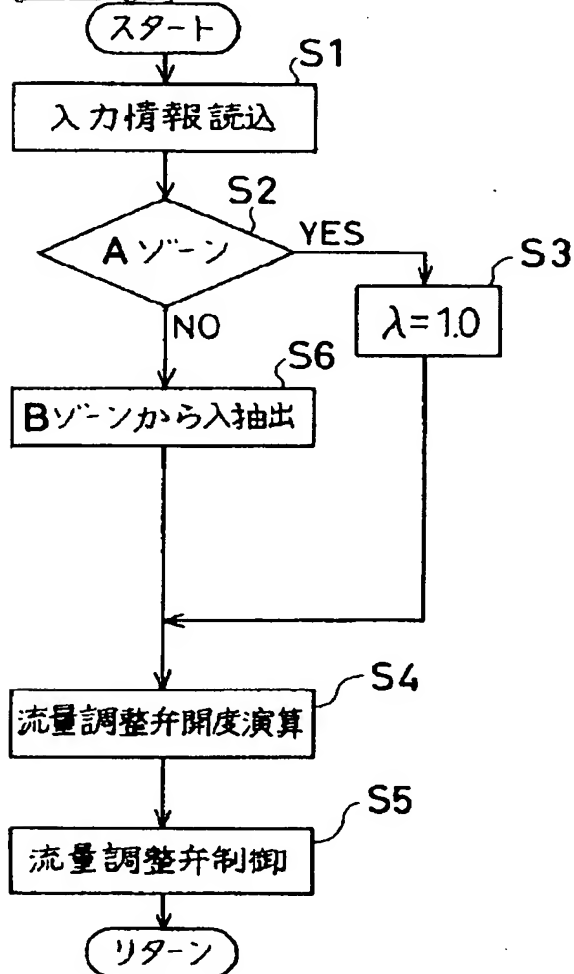 スタート
S1
入力情報読込
S2
Aゾーン
YES
S3
λ=1.0
NO
S6
Bゾーンからλ抽出
S4
流量調整弁開度演算
S5
流量調整弁制御
リターン